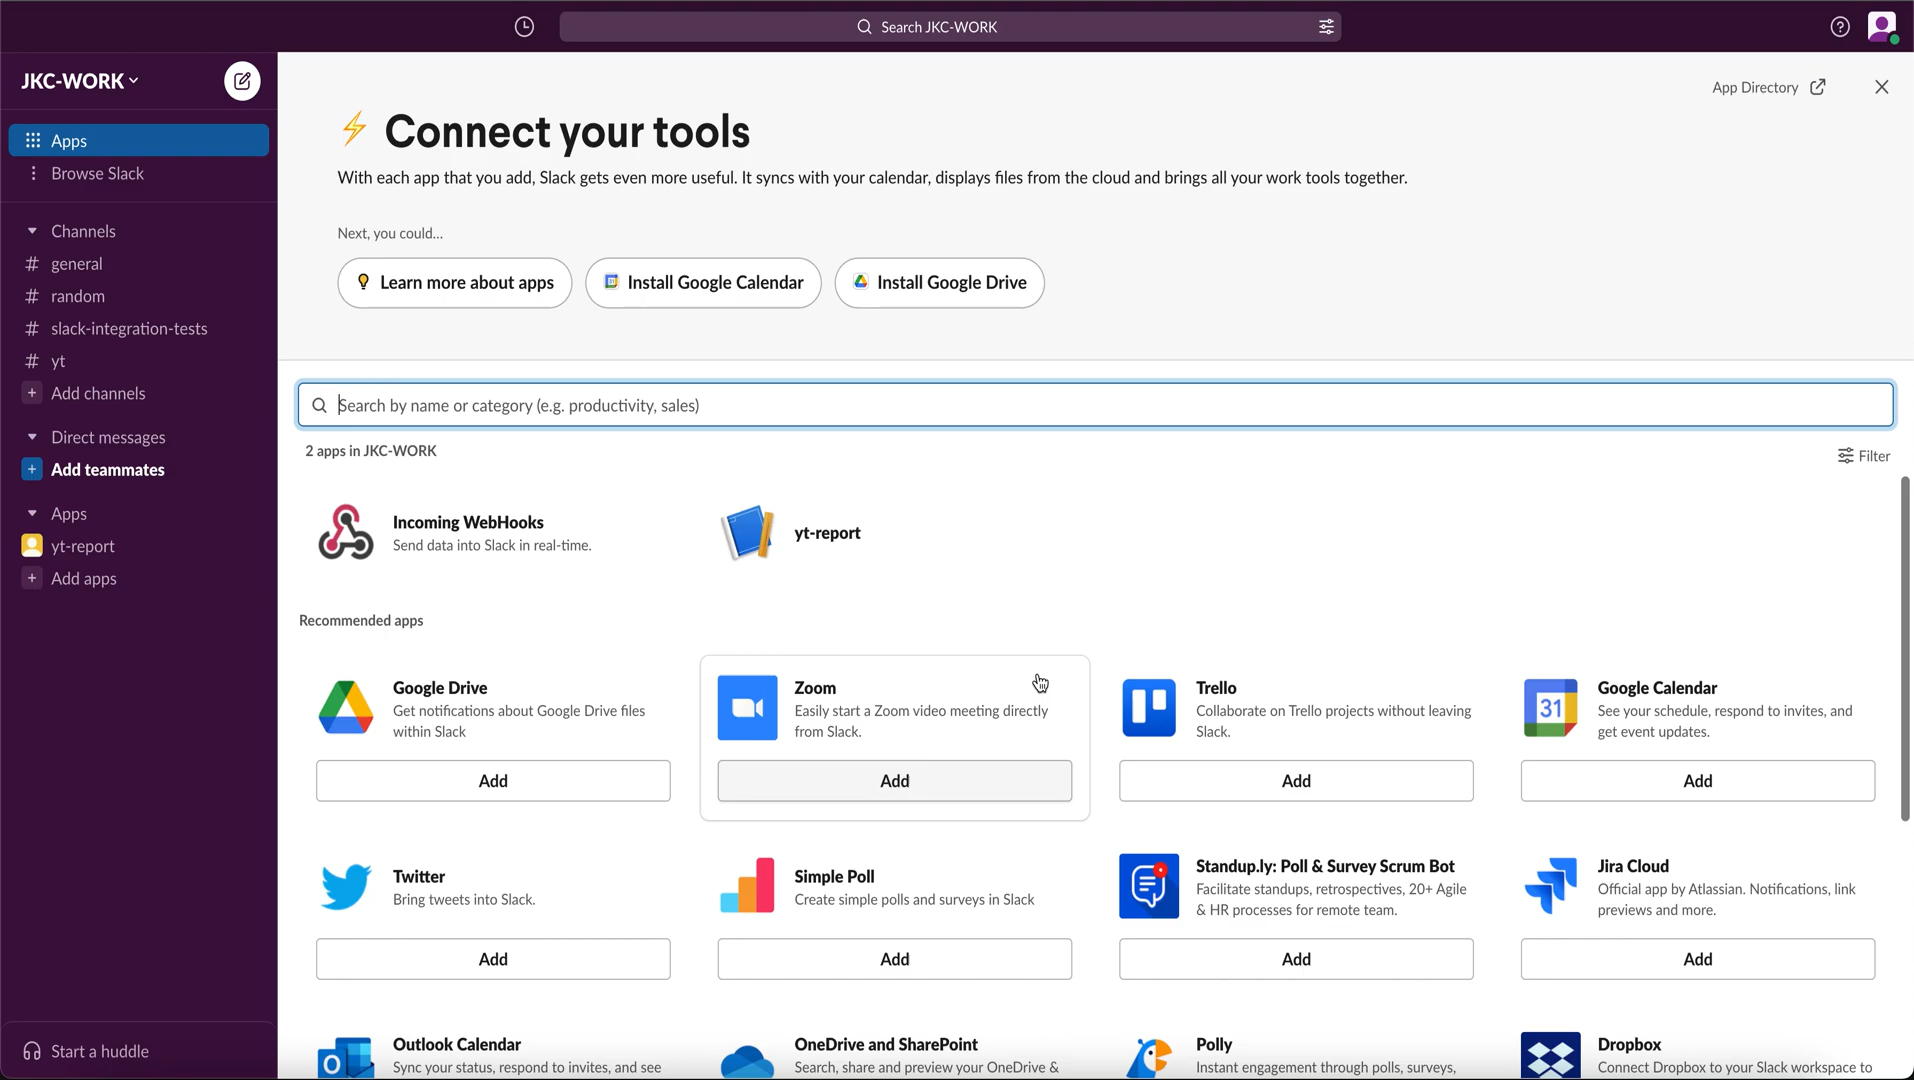 Search JKC-WORK
JKC-WORK
Apps
Browse Slack
Channels
# general
# random
# slack-integration-tests
# yt
+ Add channels
Direct messages
+ Add teammates
Apps
yt-report
+ Add apps
Start a huddle
App Directory
Connect your tools
With each app that you add, Slack gets even more useful. It syncs with your calendar, displays files from the cloud and brings all your work tools together.
Next, you could...
Learn more about apps
Install Google Calendar
Install Google Drive
Search by name or category (e.g. productivity, sales)
2 apps in JKC-WORK
Filter
Incoming WebHooks
Send data into Slack in real-time.
yt-report
Recommended apps
Google Drive
Get notifications about Google Drive files
within Slack
Add
Zoom
Easily start a Zoom video meeting directly
from Slack.
Add
Trello
Collaborate on Trello projects without leaving
Slack.
Add
31
Google Calendar
See your schedule, respond to invites, and
get event updates.
Add
Twitter
Bring tweets into Slack.
Add
Simple Poll
Create simple polls and surveys in Slack
Add
Standup.ly: Poll & Survey Scrum Bot
Facilitate standups, retrospectives, 20+ Agile
& HR processes for remote team.
Add
Jira Cloud
Official app by Atlassian. Notifications, link
previews and more.
Add
Outlook Calendar
Sync your status, respond to invites, and see
OneDrive and SharePoint
Search, share and preview your OneDrive &
Polly
Instant engagement through polls, surveys,
Dropbox
Connect Dropbox to your Slack workspace to